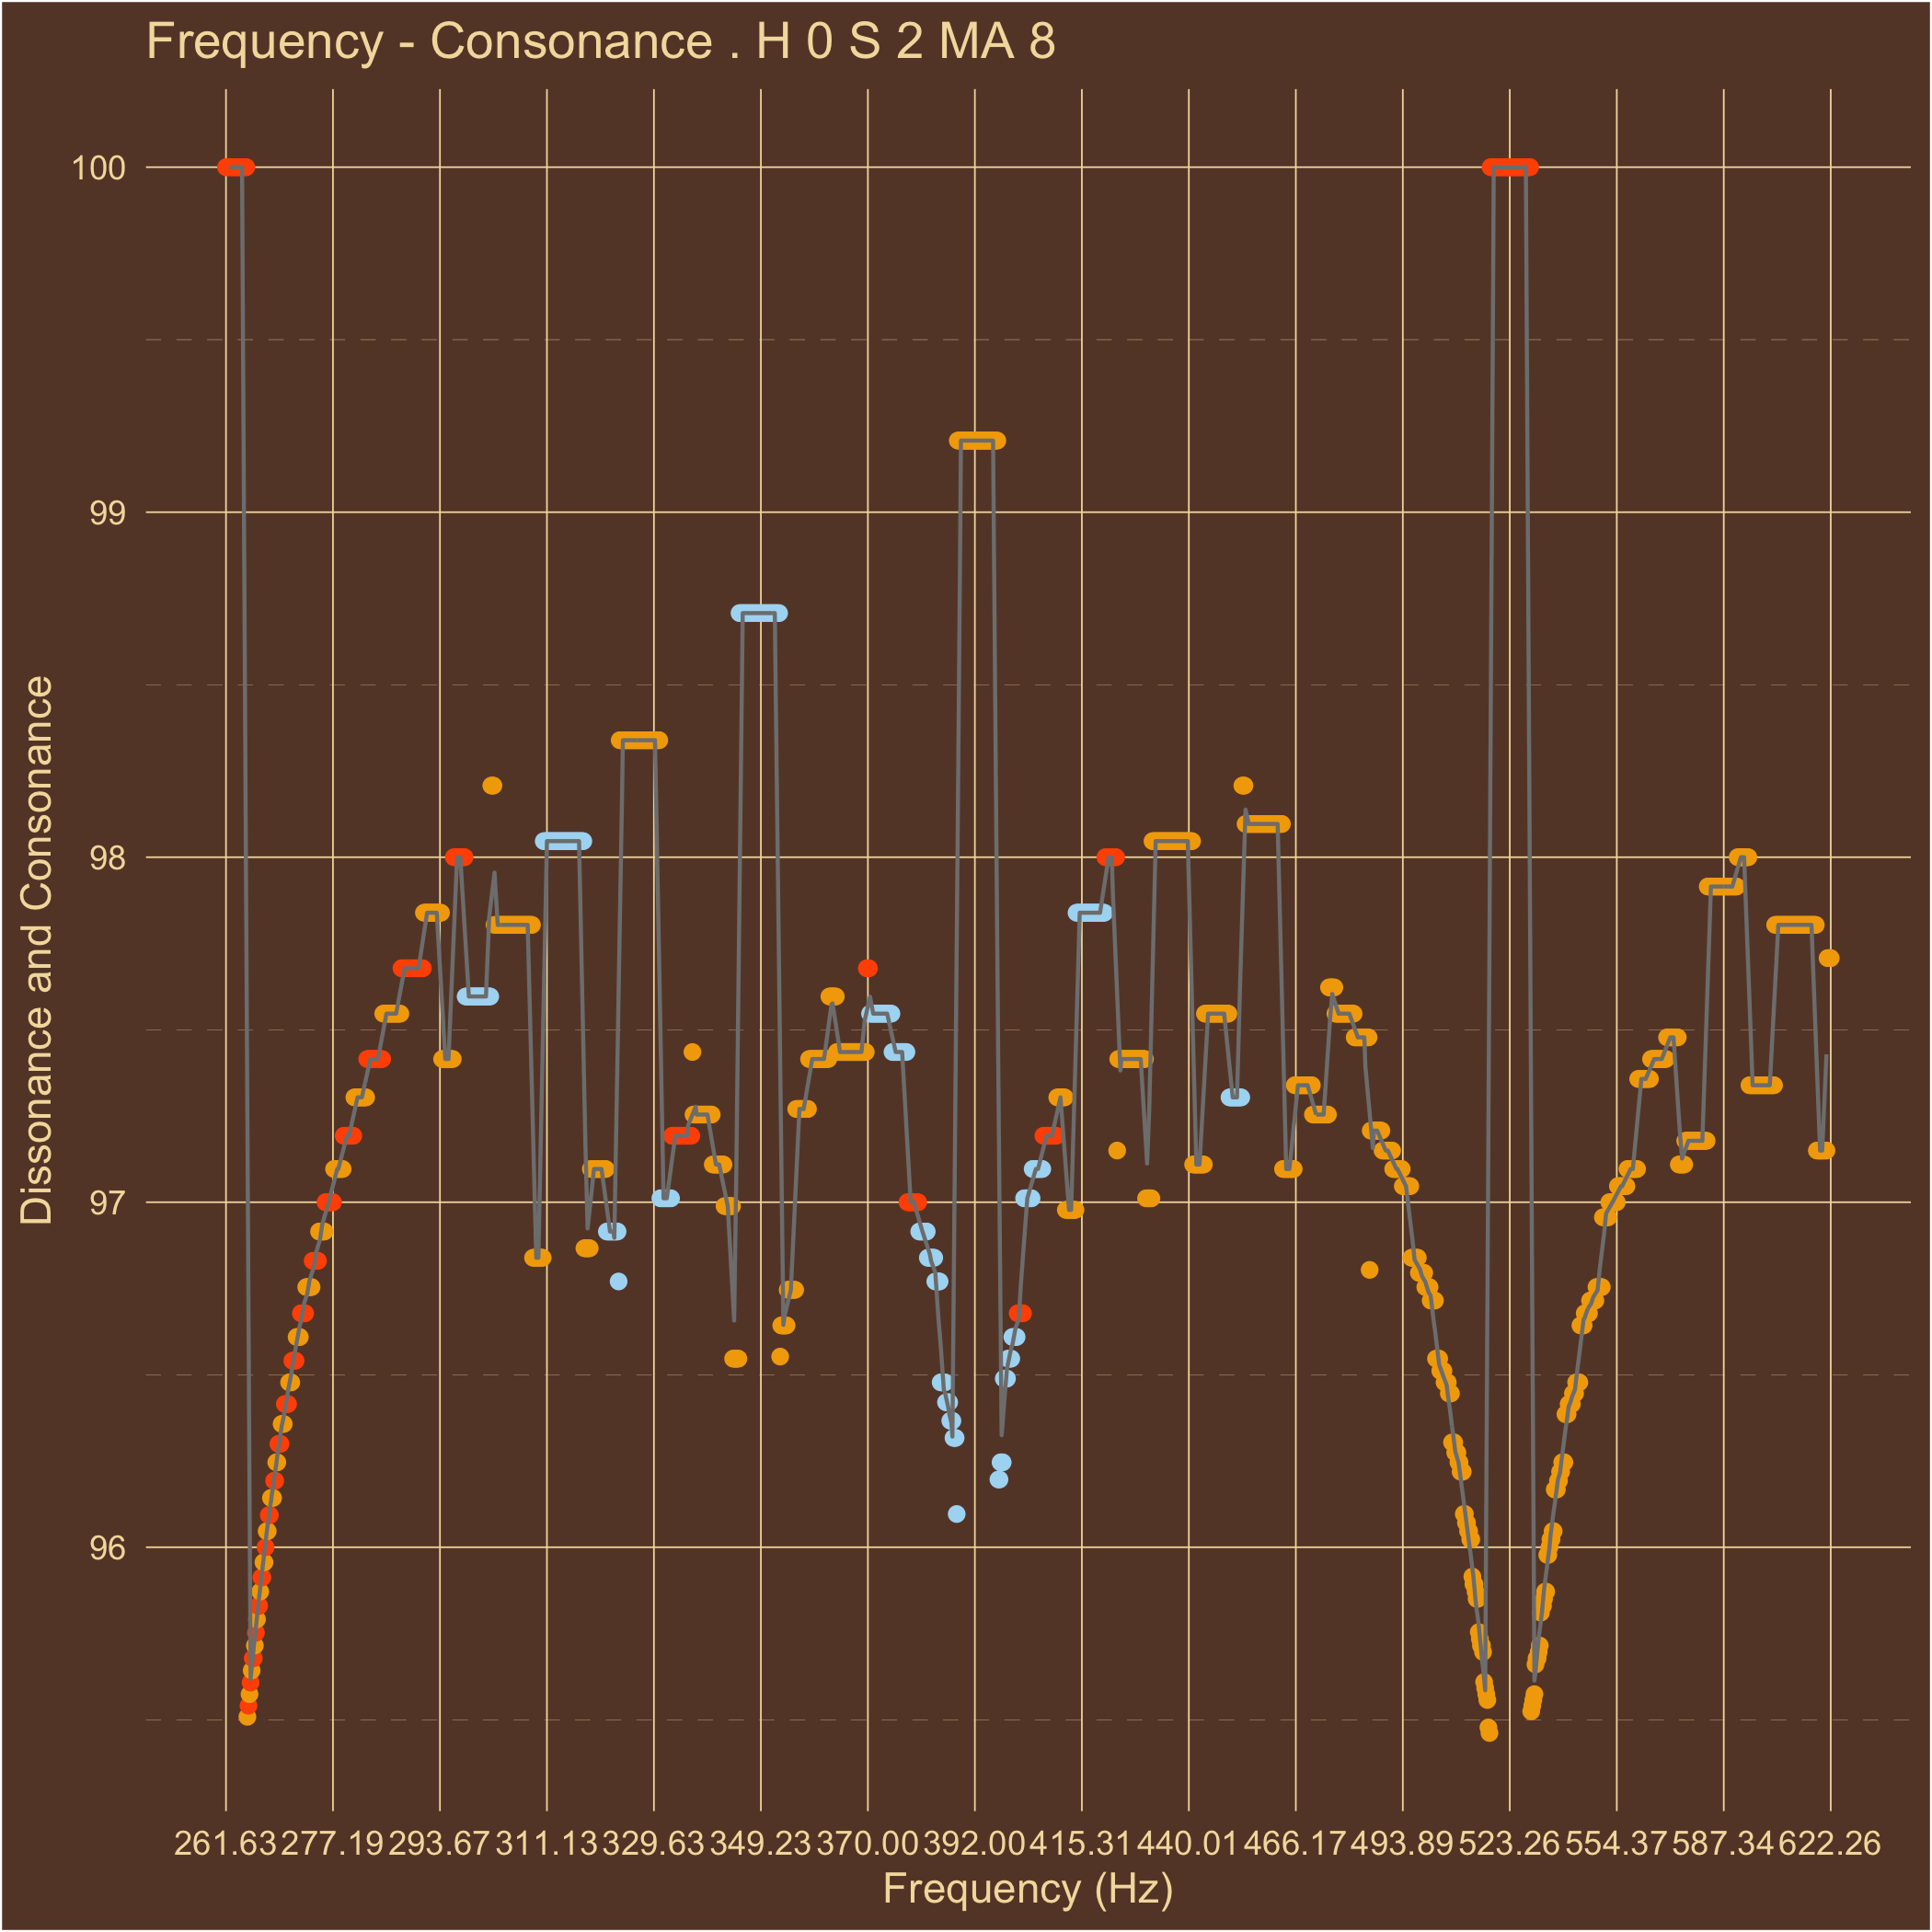 Frequency - Consonance . H 0 S 2 MA 8
100
99
98
97
96
Dissonance and Consonance
261.63 277.19 293.67 311.13 329.63 349.23 370.00 392.00 415.31 440.01 466.17 493.89 523.26 554.37 587.34 622.26
Frequency (Hz)